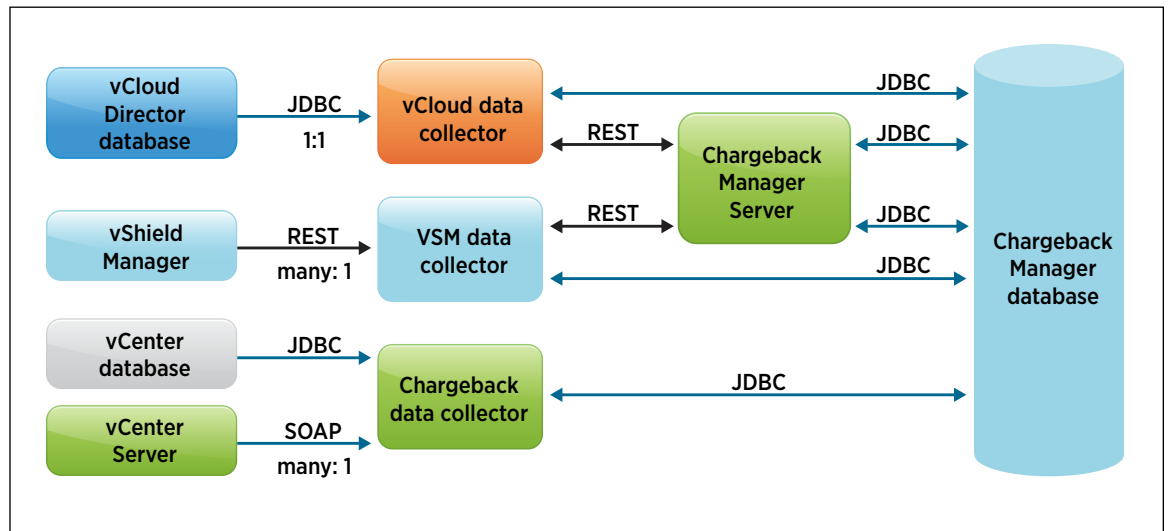 vCloud
Director
database
JDBC
1:1
vCloud data
collector
JDBC
REST
Chargeback
Manager
Server
JDBC
JDBC
vShield
Manager
REST
many: 1
VSM data
collector
REST
JDBC
Chargeback
Manager
database
vCenter
database
JDBC
Chargeback
data collector
JDBC
vCenter
Server
SOAP
many: 1